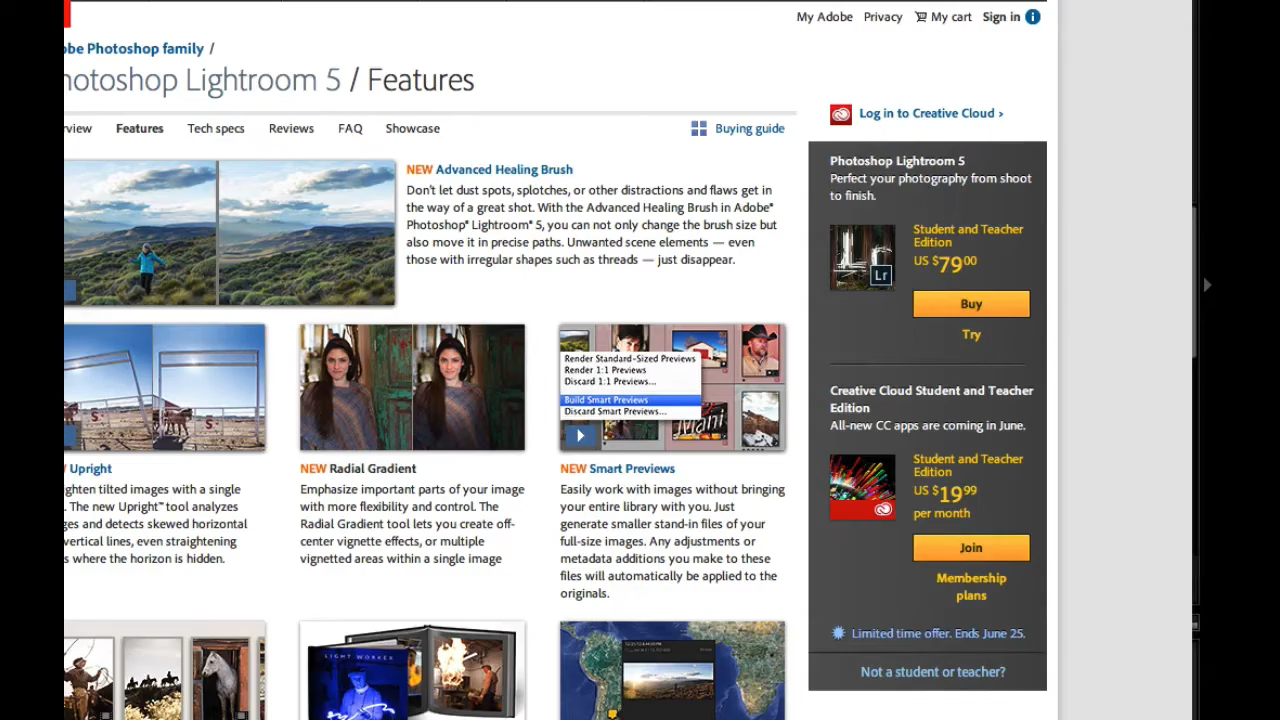 My Adobe Privacy My cart Sign in i
obe Photoshop family /
hotoshop Lightroom 5 / Features
rview Features Tech specs Reviews FAQ Showcase Buying guide
NEW Advanced Healing Brush
Don't let dust spots, splotches, or other distractions and flaws get in
the way of a great shot. With the Advanced Healing Brush in Adobe®
Photoshop® Lightroom® 5, you can not only change the brush size but
also move it in precise paths. Unwanted scene elements — even
those with irregular shapes such as threads — just disappear.
Upright
ghten tilted images with a single
. The new Upright™ tool analyzes
ges and detects skewed horizontal
vertical lines, even straightening
s where the horizon is hidden.
NEW Radial Gradient
Emphasize important parts of your image
with more flexibility and control. The
Radial Gradient tool lets you create off-
center vignette effects, or multiple
vignetted areas within a single image
Render Standard-Sized Previews
Render 1:1 Previews
Discard 1:1 Previews...
Build Smart Previews
Discard Smart Previews...
Mani
NEW Smart Previews
Easily work with images without bringing
your entire library with you. Just
generate smaller stand-in files of your
full-size images. Any adjustments or
metadata additions you make to these
files will automatically be applied to the
originals.
LIGHT WORKER
Log in to Creative Cloud ›
Photoshop Lightroom 5
Perfect your photography from shoot
to finish.
Lr
Student and Teacher
Edition
US $79.00
Buy
Try
Creative Cloud Student and Teacher
Edition
All-new CC apps are coming in June.
Student and Teacher
Edition
US $19.99
per month
Join
Membership
plans
Limited time offer. Ends June 25.
Not a student or teacher?